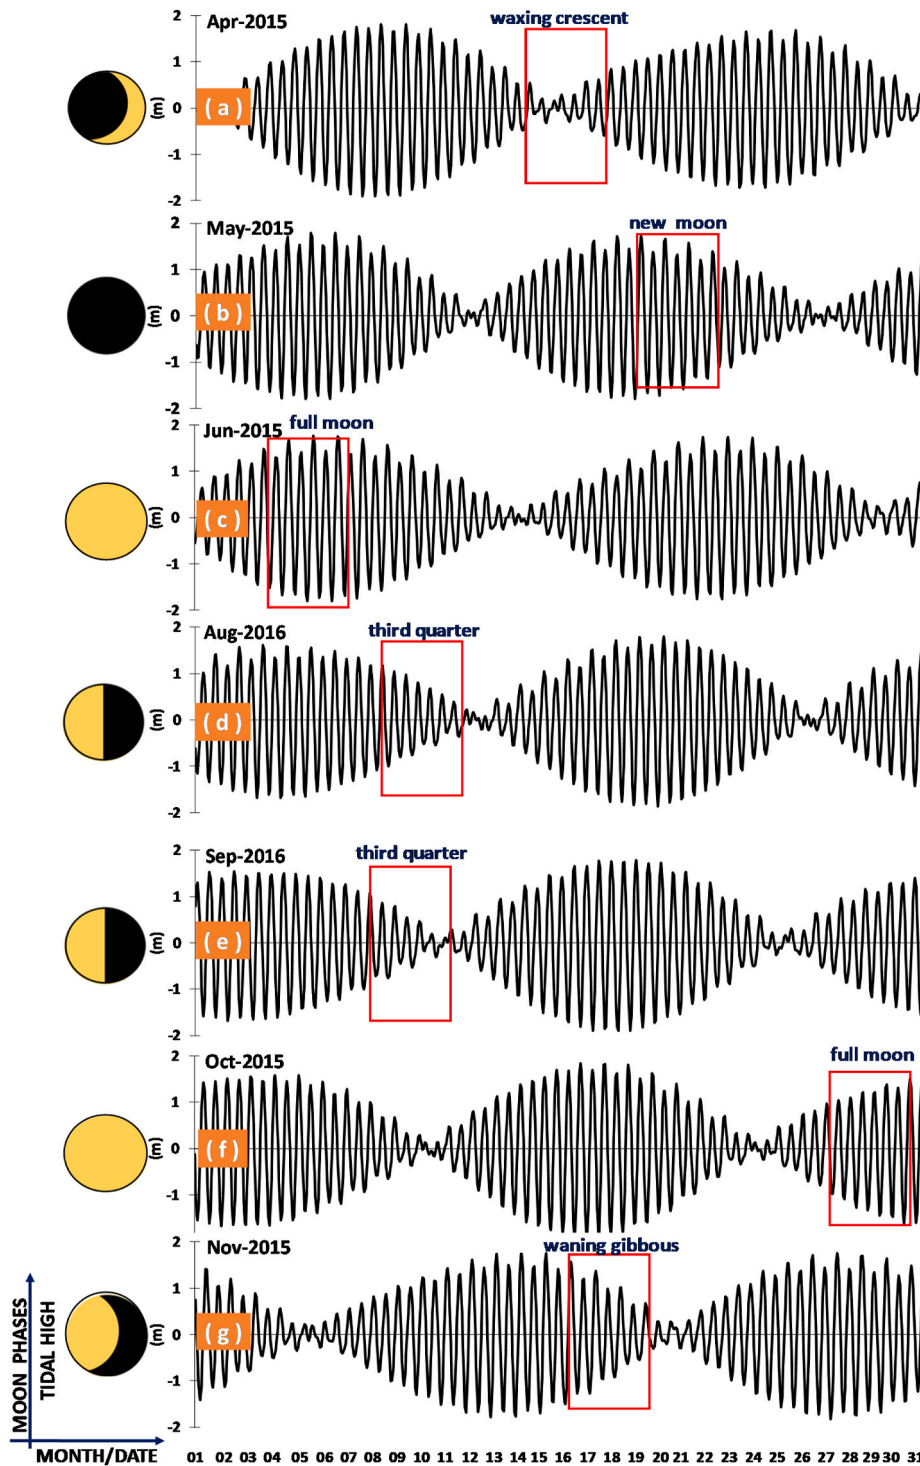 Apr-2015
waxing crescent
2
1
0
-1
-2
(m)
( a )
May-2015
new moon
2
1
0
-1
-2
(m)
( b )
Jun-2015
full moon
2
1
0
-1
-2
(m)
( c )
Aug-2016
third quarter
2
1
0
-1
-2
(m)
( d )
Sep-2016
third quarter
2
1
0
-1
-2
(m)
( e )
Oct-2015
full moon
2
1
0
-1
(m)
( f )
Nov-2015
waning gibbous
2
1
0
-1
-2
(m)
( g )
MOON PHASES
TIDAL HIGH
MONTH/DATE
01 02 03 04 05 06 07 08 09 10 11 12 13 14 15 16 17 18 19 20 21 22 23 24 25 26 27 28 29 30 31